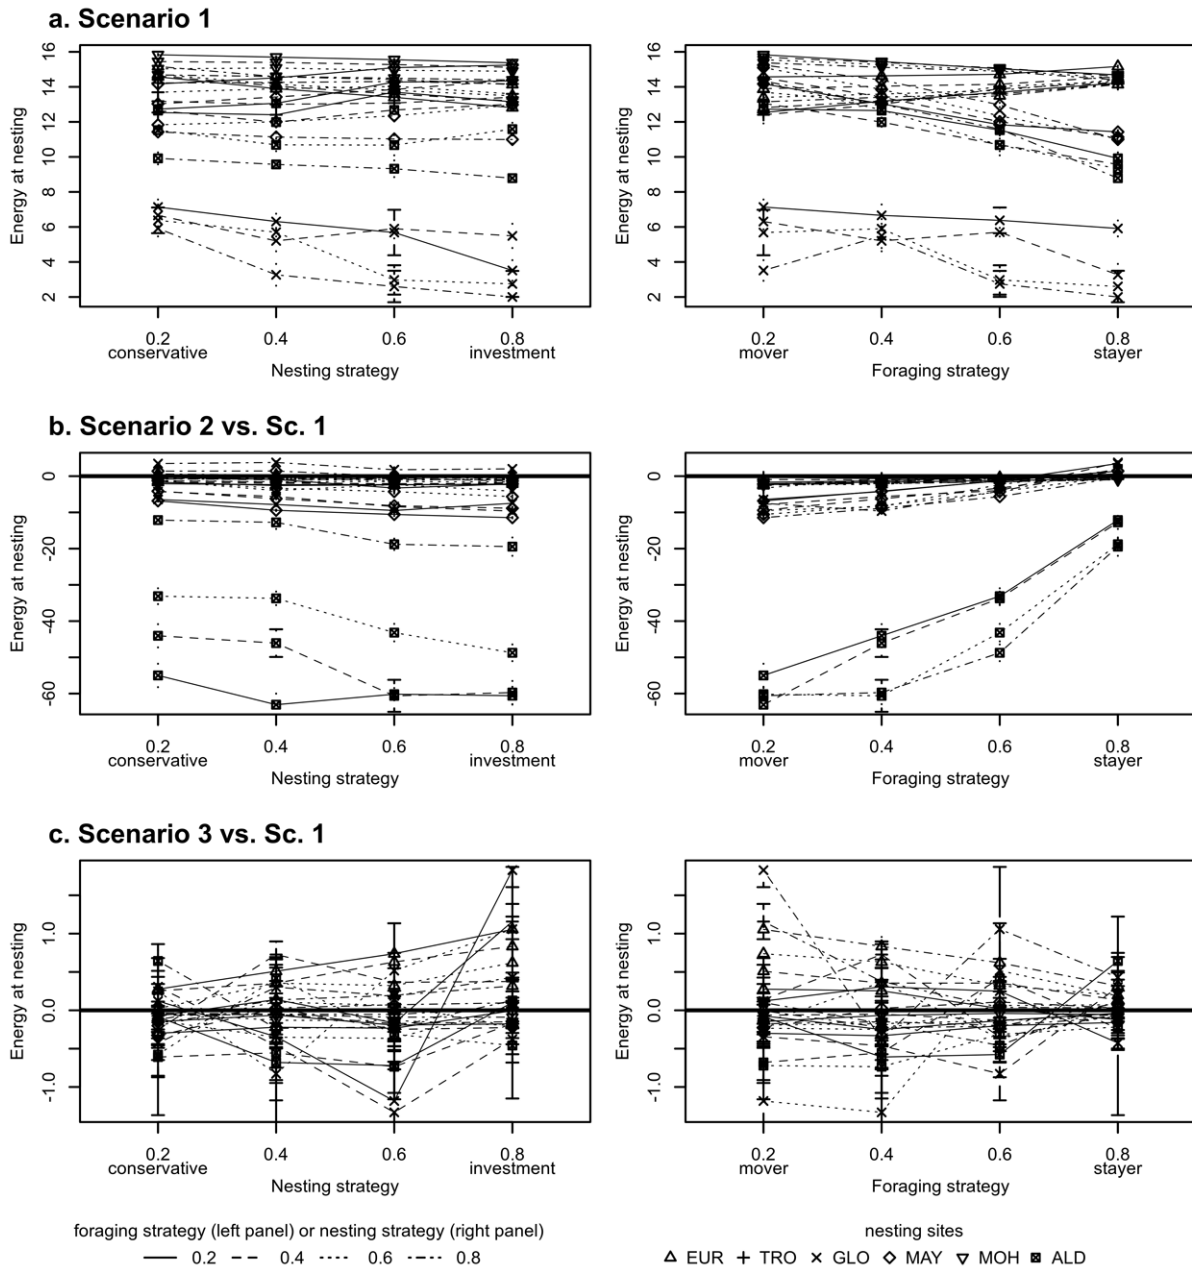 a. Scenario 1
Energy at nesting
16
14
12
10
8
6
4
2
0.2 0.4 0.6 0.8
conservative investment
Nesting strategy
Energy at nesting
16
14
12
10
8
6
4
2
0.2 0.4 0.6 0.8
mover stayer
Foraging strategy
b. Scenario 2 vs. Sc. 1
Energy at nesting
0
-20
-40
-60
0.2 0.4 0.6 0.8
conservative investment
Nesting strategy
Energy at nesting
0
-20
-40
-60
0.2 0.4 0.6 0.8
mover stayer
Foraging strategy
c. Scenario 3 vs. Sc. 1
Energy at nesting
1.0
0.0
-1.0
0.2 0.4 0.6 0.8
conservative investment
Nesting strategy
Energy at nesting
1.0
0.0
-1.0
0.2 0.4 0.6 0.8
mover stayer
Foraging strategy
foraging strategy (left panel) or nesting strategy (right panel)
0.2 0.4 0.6 0.8
nesting sites
EUR TRO GLO MAY MOH ALD